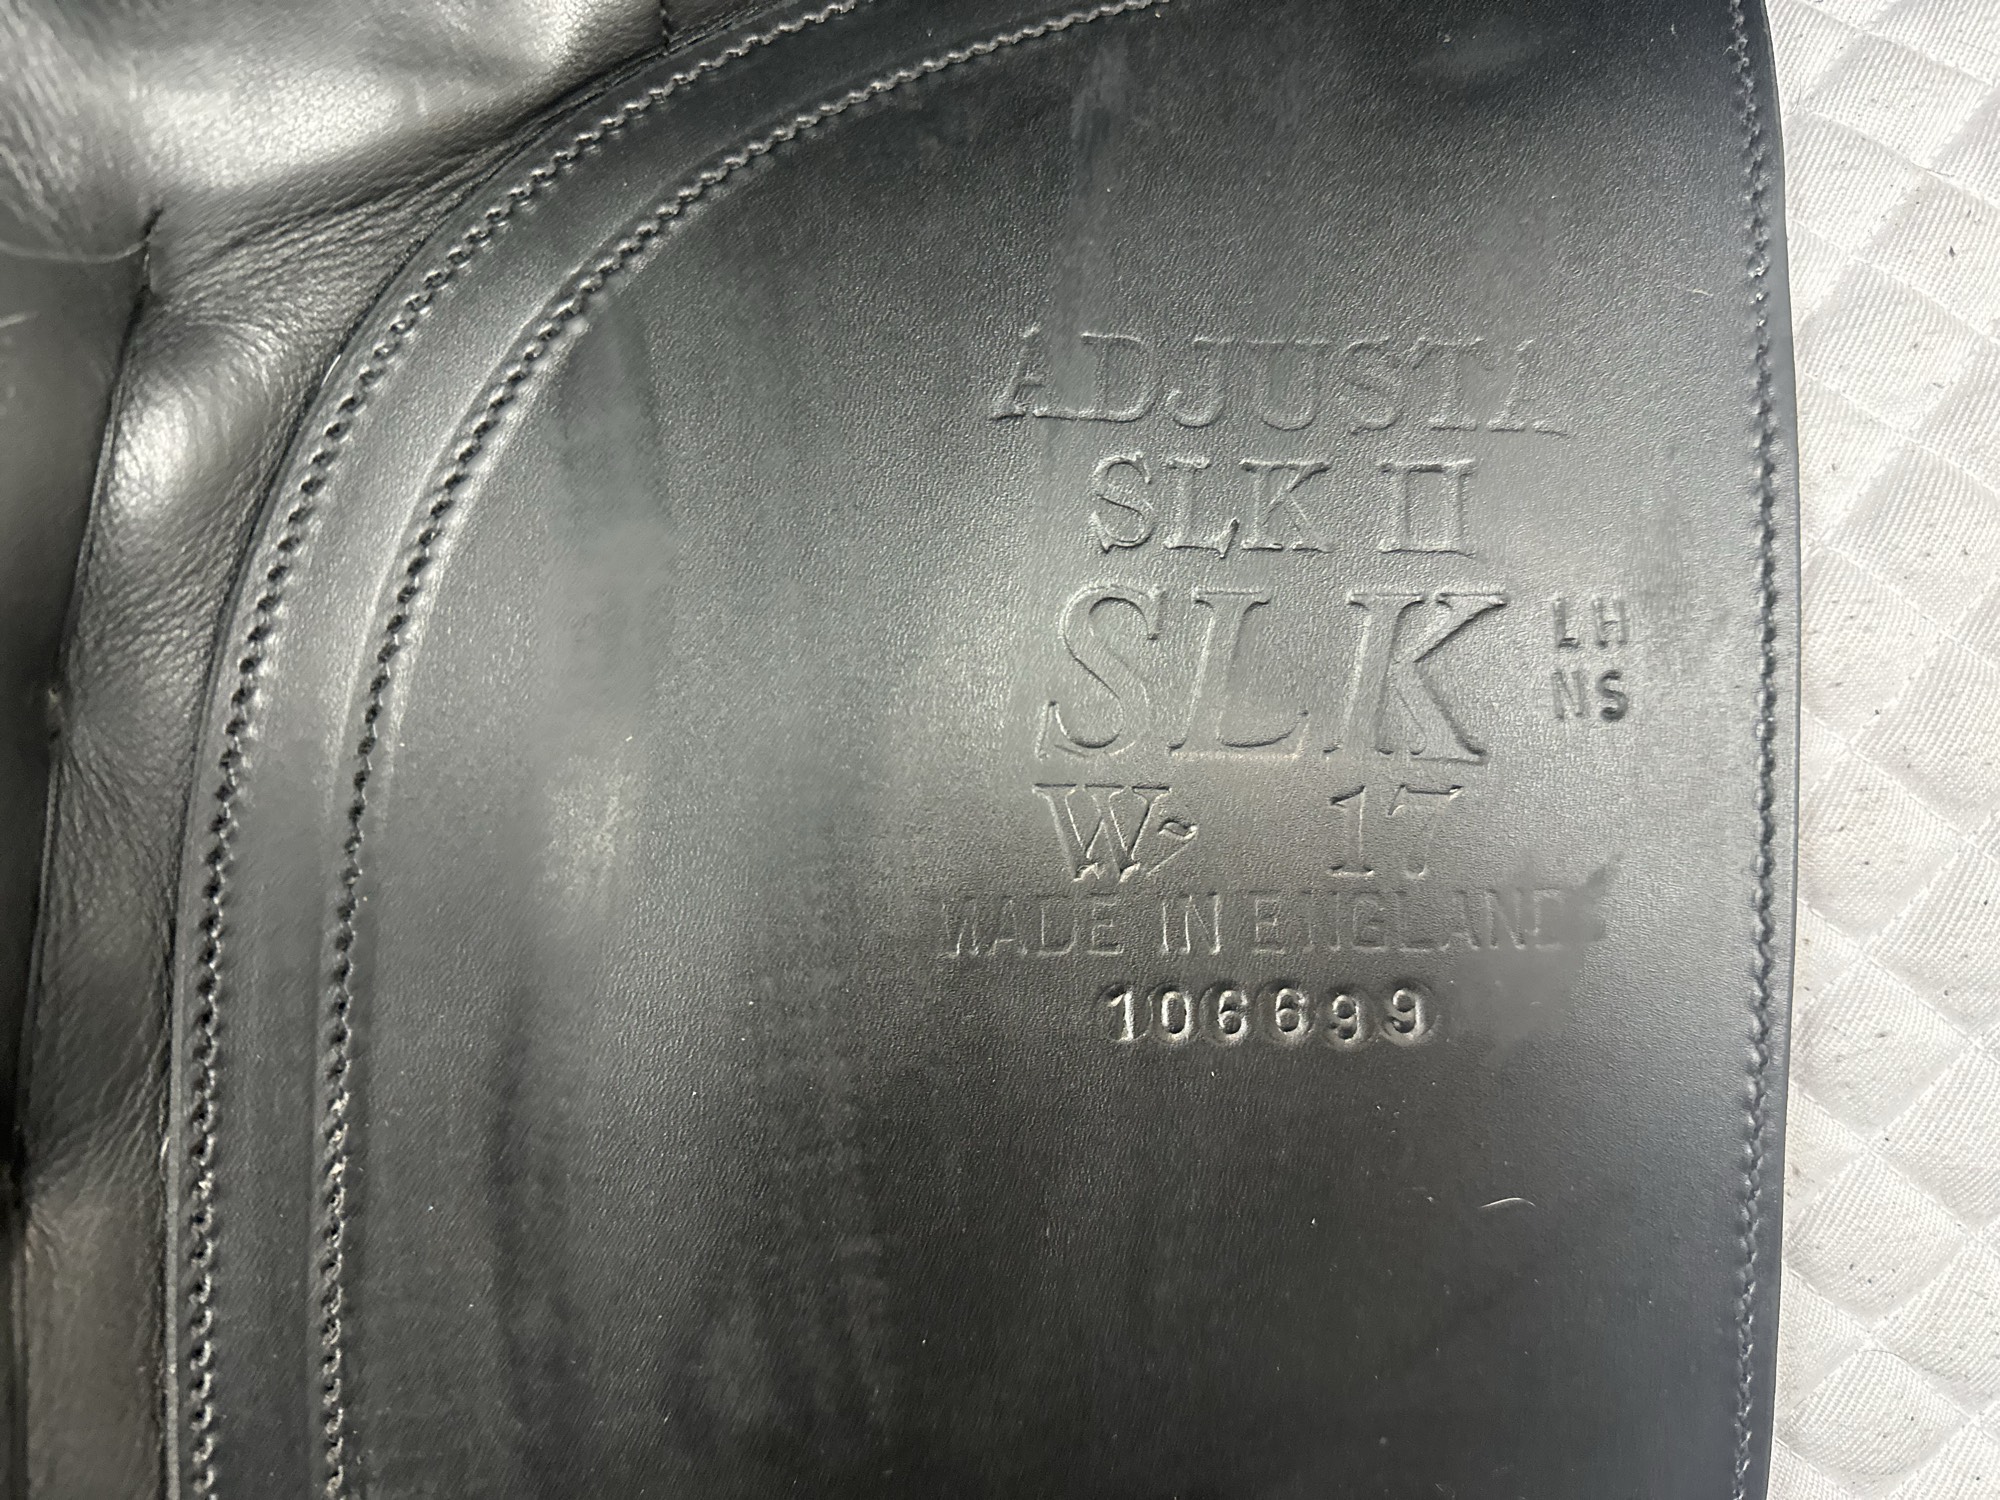 ADJUSTA
SLK II
SLK
LH
NS
W~ 17
MADE IN ENGLAND
106699